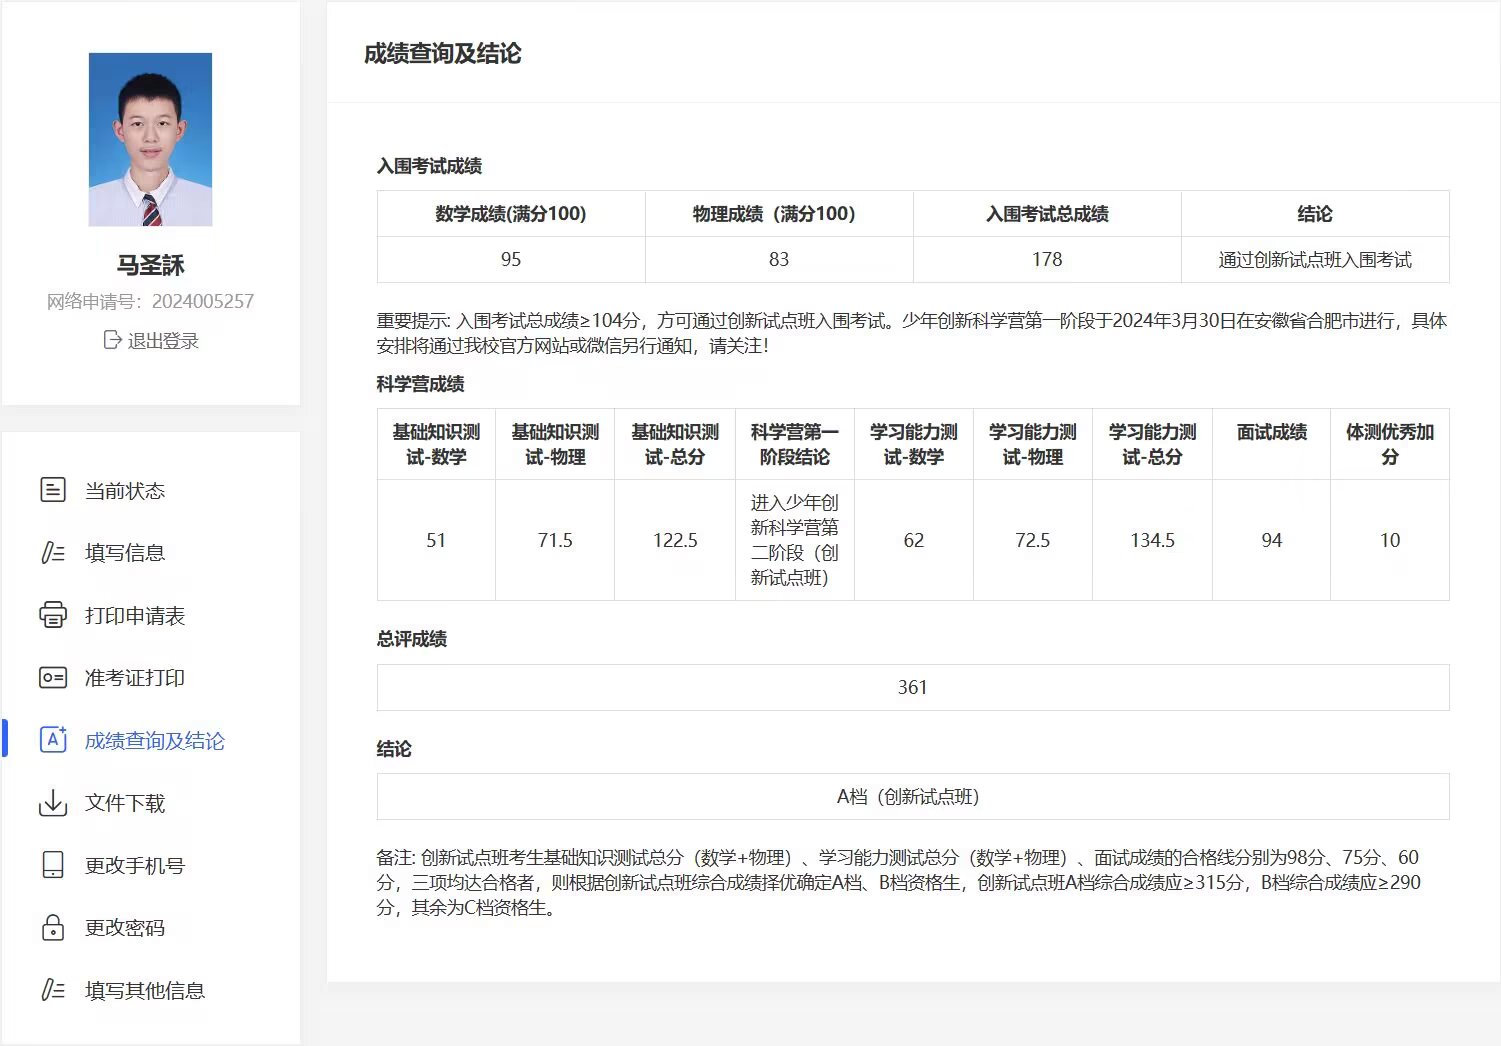 马圣訸
网络申请号：2024005257
退出登录
当前状态
填写信息
打印申请表
准考证打印
成绩查询及结论
文件下载
更改手机号
更改密码
填写其他信息
成绩查询及结论
入围考试成绩
数学成绩(满分100) 物理成绩（满分100） 入围考试总成绩 结论
95 83 178 通过创新试点班入围考试
重要提示: 入围考试总成绩≥104分，方可通过创新试点班入围考试。少年创新科学营第一阶段于2024年3月30日在安徽省合肥市进行，具体
安排将通过我校官方网站或微信另行通知，请关注！
科学营成绩
基础知识测 基础知识测 基础知识测 科学营第一 学习能力测 学习能力测 学习能力测 面试成绩 体测优秀加
试-数学 试-物理 试-总分 阶段结论 试-数学 试-物理 试-总分 分
进入少年创
新科学营第
51 71.5 122.5 62 72.5 134.5 94 10
二阶段（创
新试点班）
总评成绩
361
结论
A档（创新试点班）
备注: 创新试点班考生基础知识测试总分（数学+物理）、学习能力测试总分（数学+物理）、面试成绩的合格线分别为98分、75分、60
分，三项均达合格者，则根据创新试点班综合成绩择优确定A档、B档资格生，创新试点班A档综合成绩应≥315分，B档综合成绩应≥290
分，其余为C档资格生。